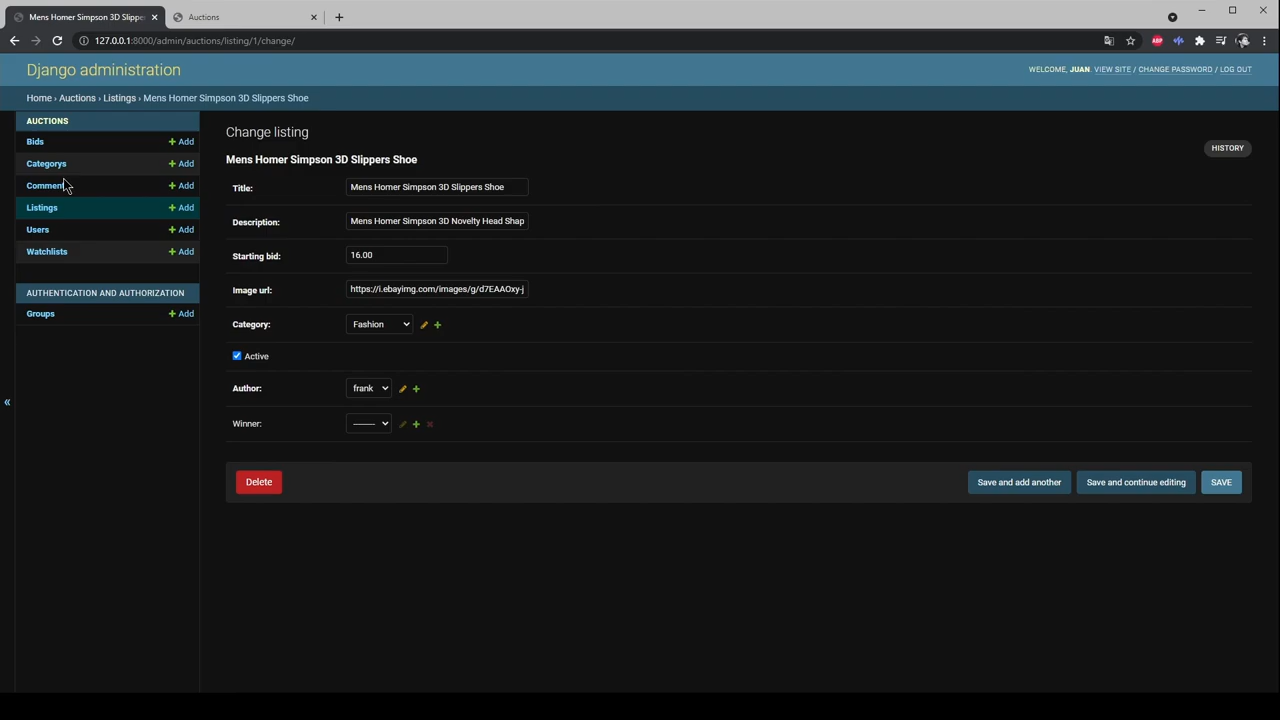 Mens Homer Simpson 3D Slippe
Auctions
127.0.0.1:8000/admin/auctions/listing/1/change/
ABP
Django administration
WELCOME, JUAN. VIEW SITE / CHANGE PASSWORD / LOG OUT
Home › Auctions › Listings › Mens Homer Simpson 3D Slippers Shoe
AUCTIONS
Bids + Add
Categorys + Add
Comment + Add
Listings + Add
Users + Add
Watchlists + Add
AUTHENTICATION AND AUTHORIZATION
Groups + Add
«
Change listing
HISTORY
Mens Homer Simpson 3D Slippers Shoe
Title: Mens Homer Simpson 3D Slippers Shoe
Description: Mens Homer Simpson 3D Novelty Head Shap
Starting bid: 16.00
Image url: https://i.ebayimg.com/images/g/d7EAAOxy-j
Category: Fashion
Active
Author: frank
Winner: ---------
Delete
Save and add another
Save and continue editing
SAVE